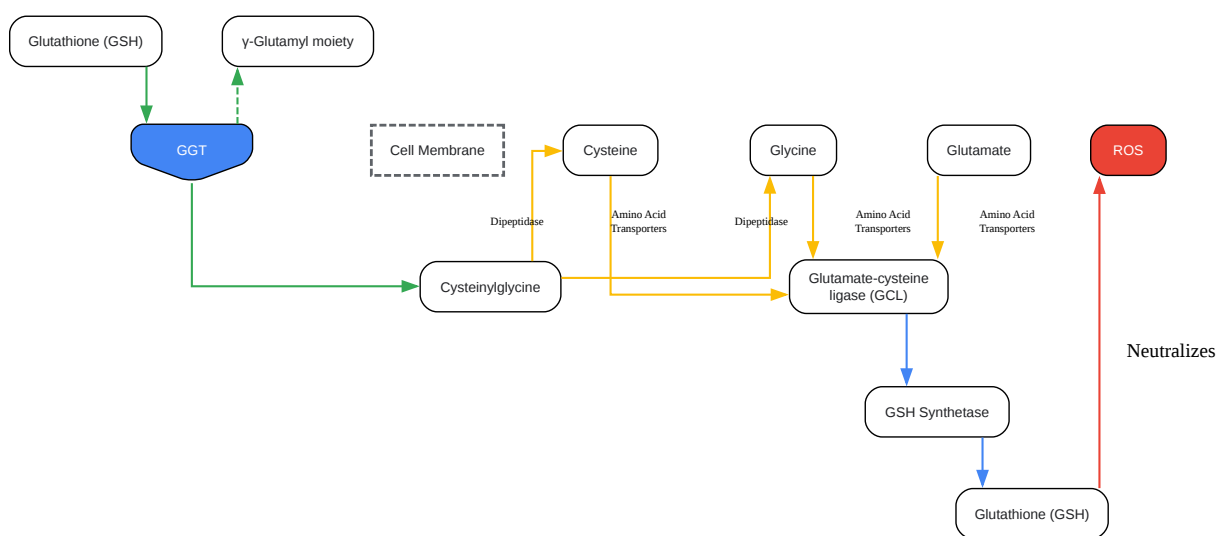 Glutathione (GSH)
γ-Glutamyl moiety
GGT
Cell Membrane
Cysteine
Glycine
Glutamate
ROS
Dipeptidase
Amino Acid
Transporters
Dipeptidase
Amino Acid
Transporters
Amino Acid
Transporters
Cysteinylglycine
Glutamate-cysteine
ligase (GCL)
Neutralizes
GSH Synthetase
Glutathione (GSH)